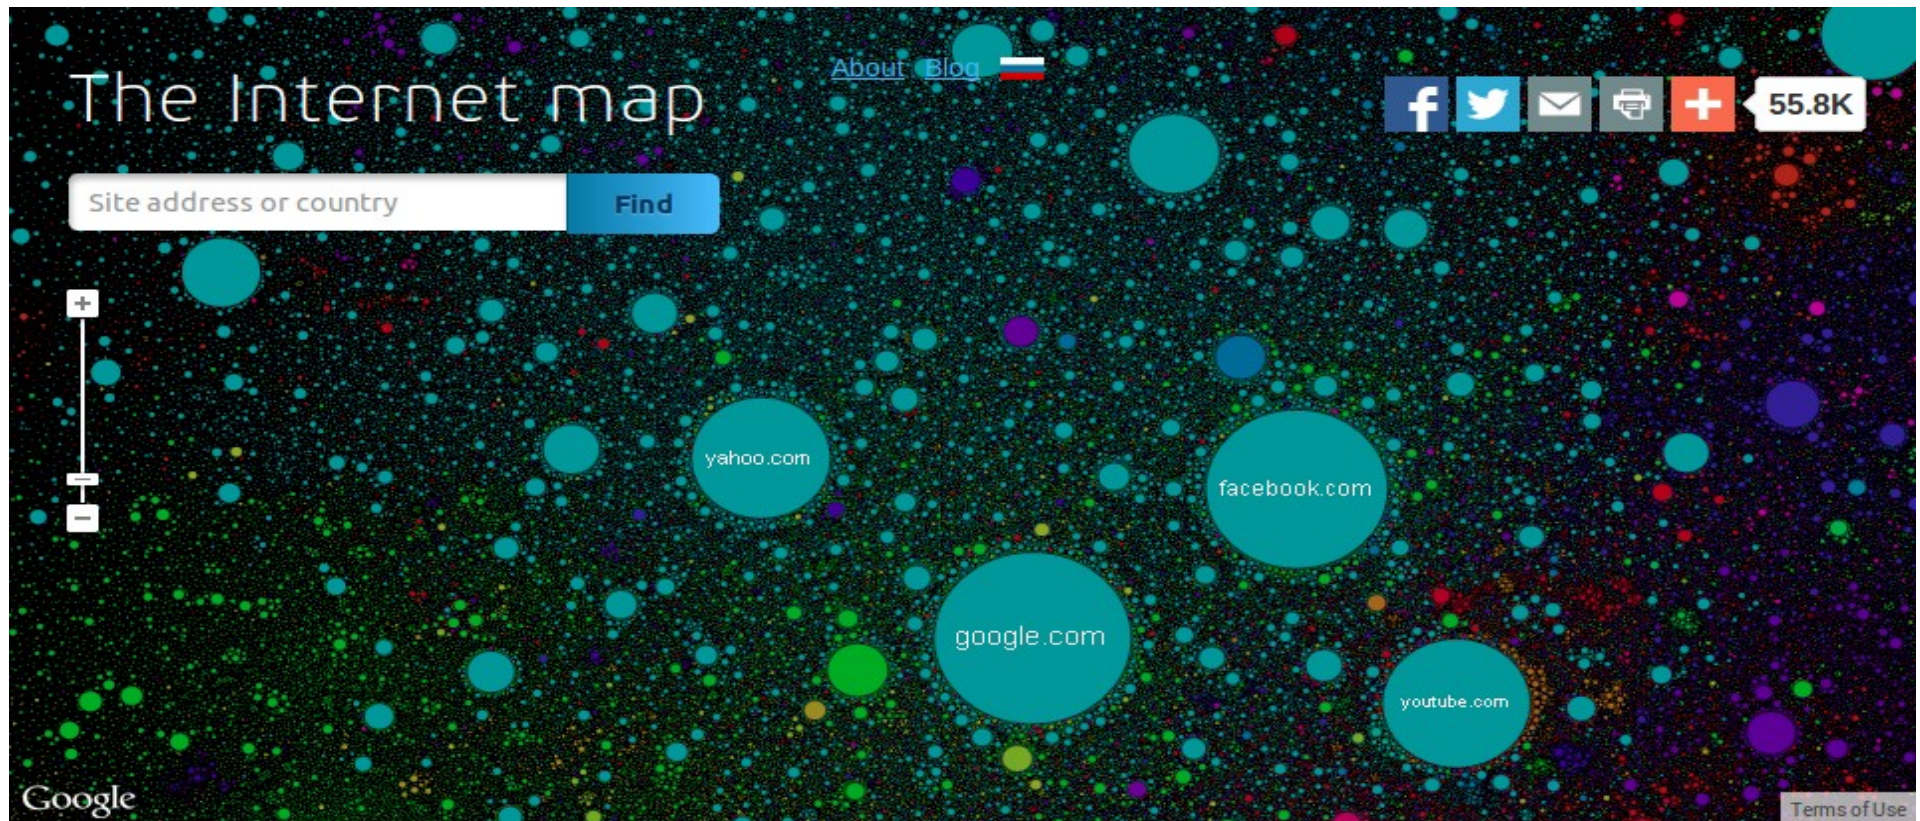 About Blog
The Internet map
55.8K
Site address or country Find
yahoo.com
facebook.com
google.com
youtube.com
Google
Terms of Use